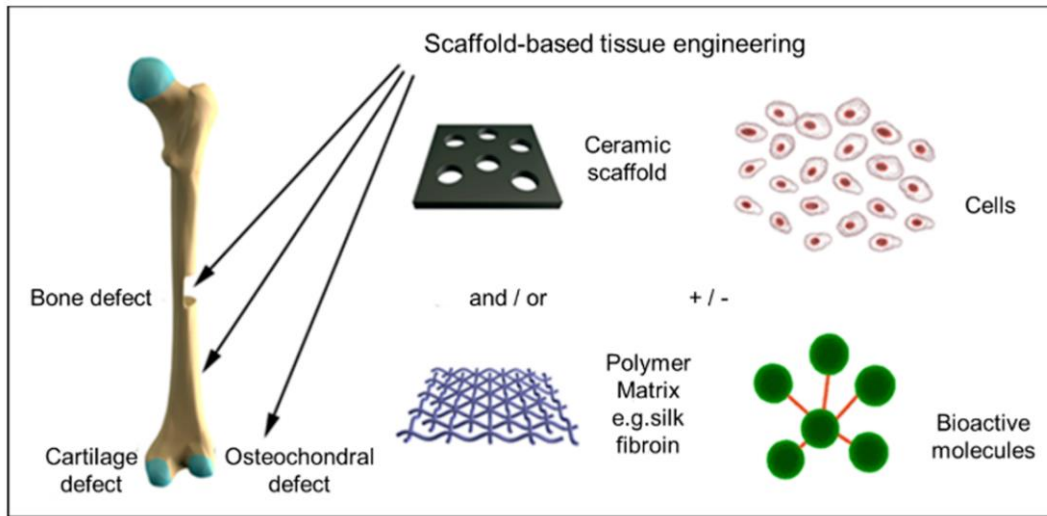 Scaffold-based tissue engineering
Ceramic
scaffold
Cells
Bone defect
and / or
+ / -
Polymer
Matrix
e.g.silk
fibroin
Bioactive
molecules
Cartilage
defect
Osteochondral
defect